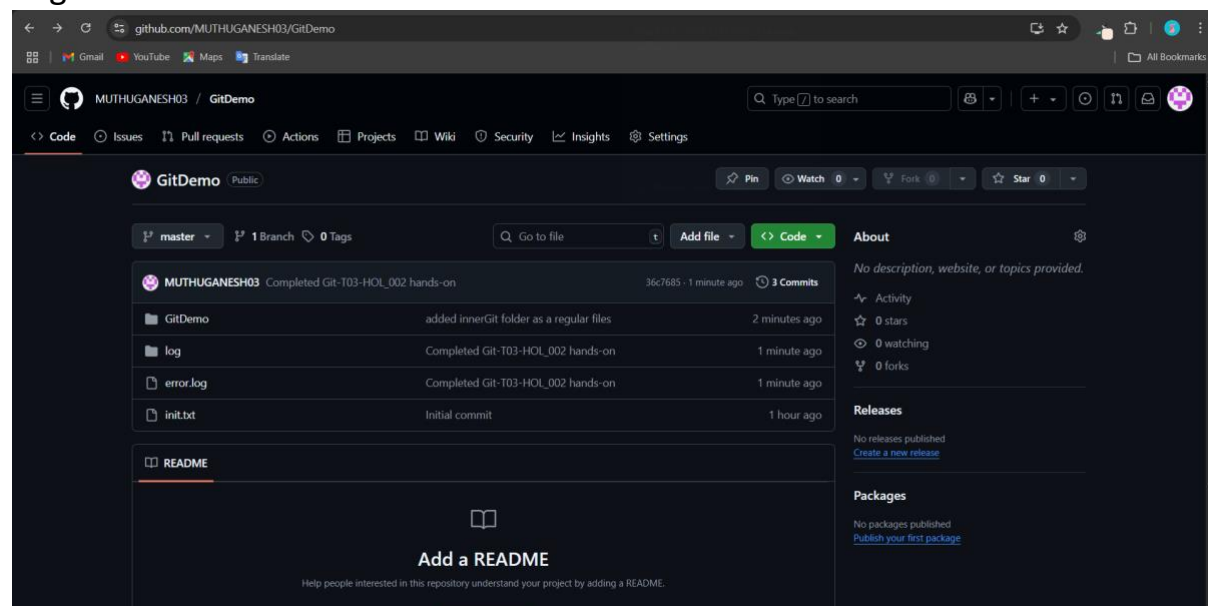 github.com/MUTHUGANESH03/GitDemo
Gmail YouTube Maps Translate All Bookmarks
MUTHUGANESH03 / GitDemo Type / to search
Code Issues Pull requests Actions Projects Wiki Security Insights Settings
GitDemo Public Pin Watch 0 Fork 0 Star 0
master 1 Branch 0 Tags Go to file t Add file Code About
No description, website, or topics provided.
MUTHUGANESH03 Completed Git-T03-HOL_002 hands-on 36c7685 · 1 minute ago 3 Commits
Activity
GitDemo added innerGit folder as a regular files 2 minutes ago 0 stars
log Completed Git-T03-HOL_002 hands-on 1 minute ago 0 watching
0 forks
error.log Completed Git-T03-HOL_002 hands-on 1 minute ago
init.txt Initial commit 1 hour ago Releases
No releases published
README Create a new release
Packages
No packages published
Publish your first package
Add a README
Help people interested in this repository understand your project by adding a README.